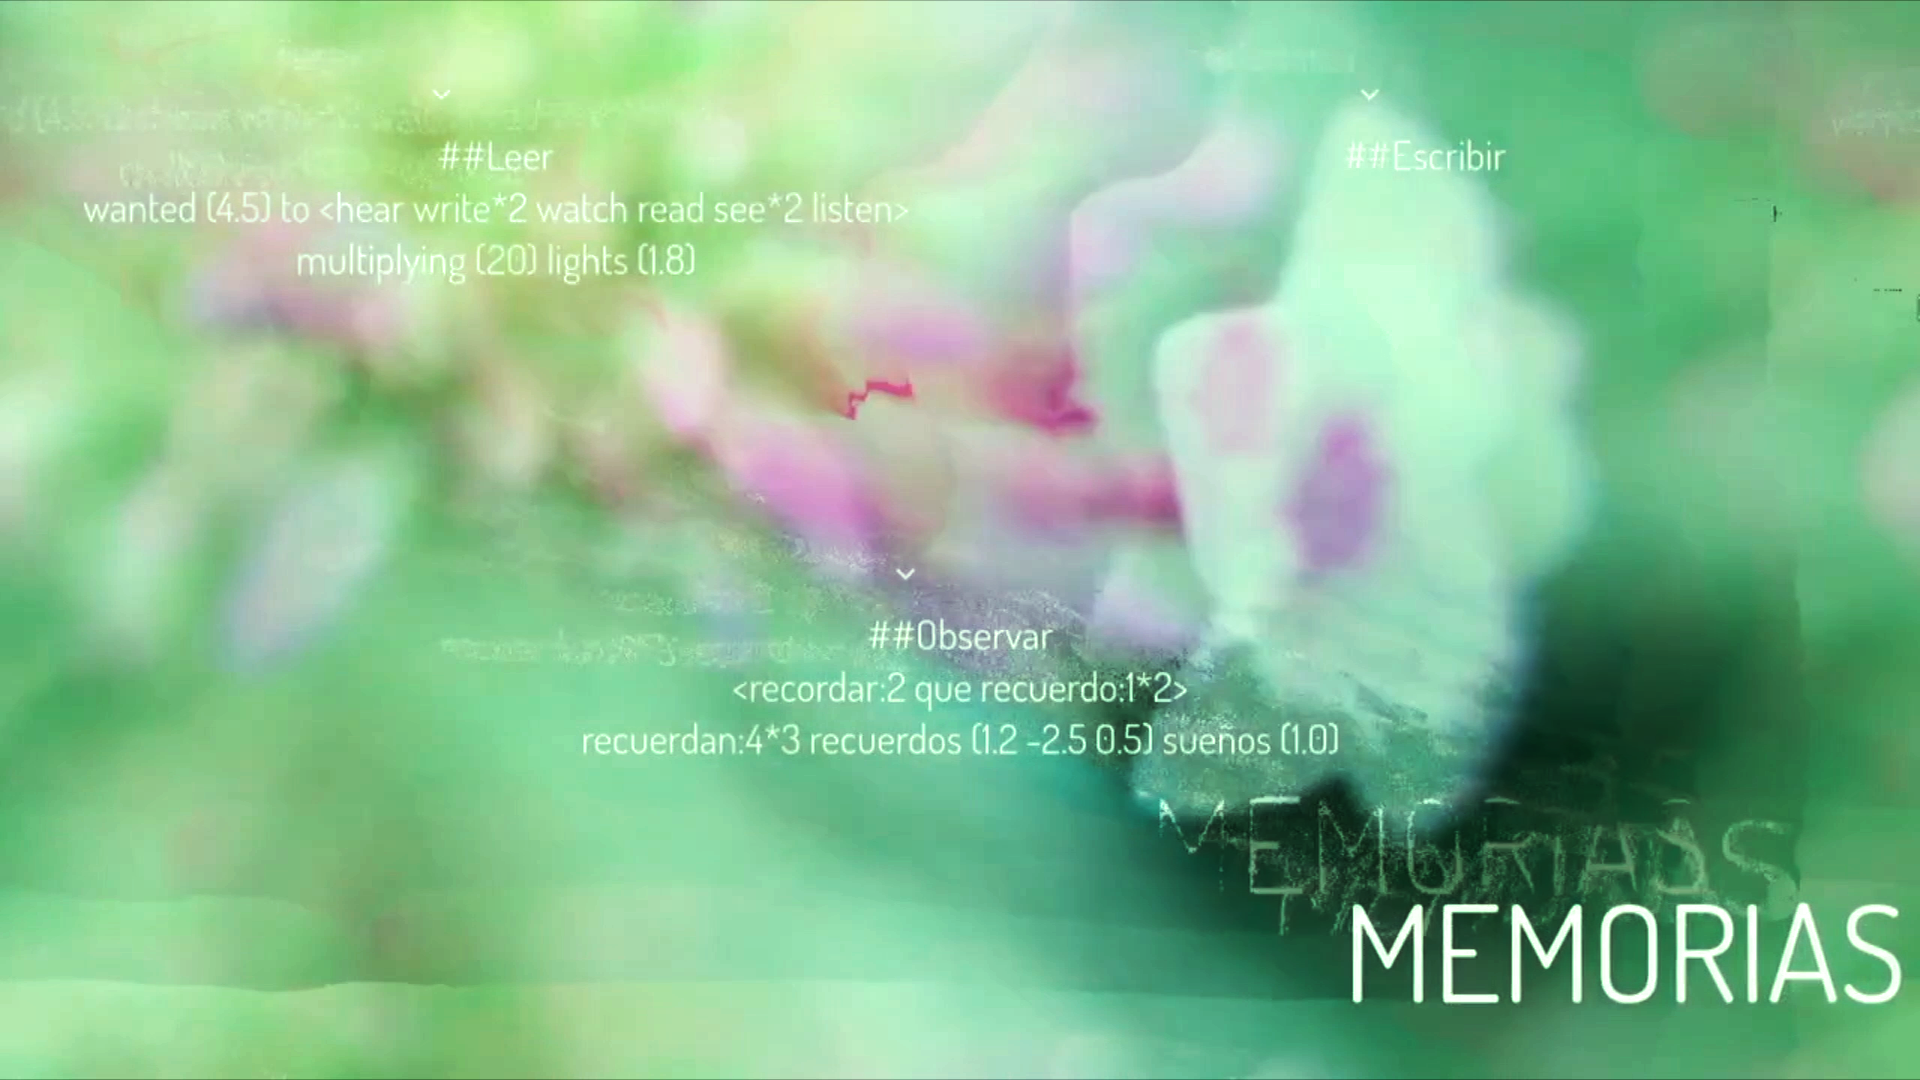 ##Leer
wanted (4.5) to <hear write*2 watch read see*2 listen>
multiplying (20) lights (1.8)
##Escribir
##Observar
<recordar:2 que recuerdo:1*2>
recuerdan:4*3 recuerdos (1.2 -2.5 0.5) sueños (1.0)
MEMORIAS
MEMORIAS